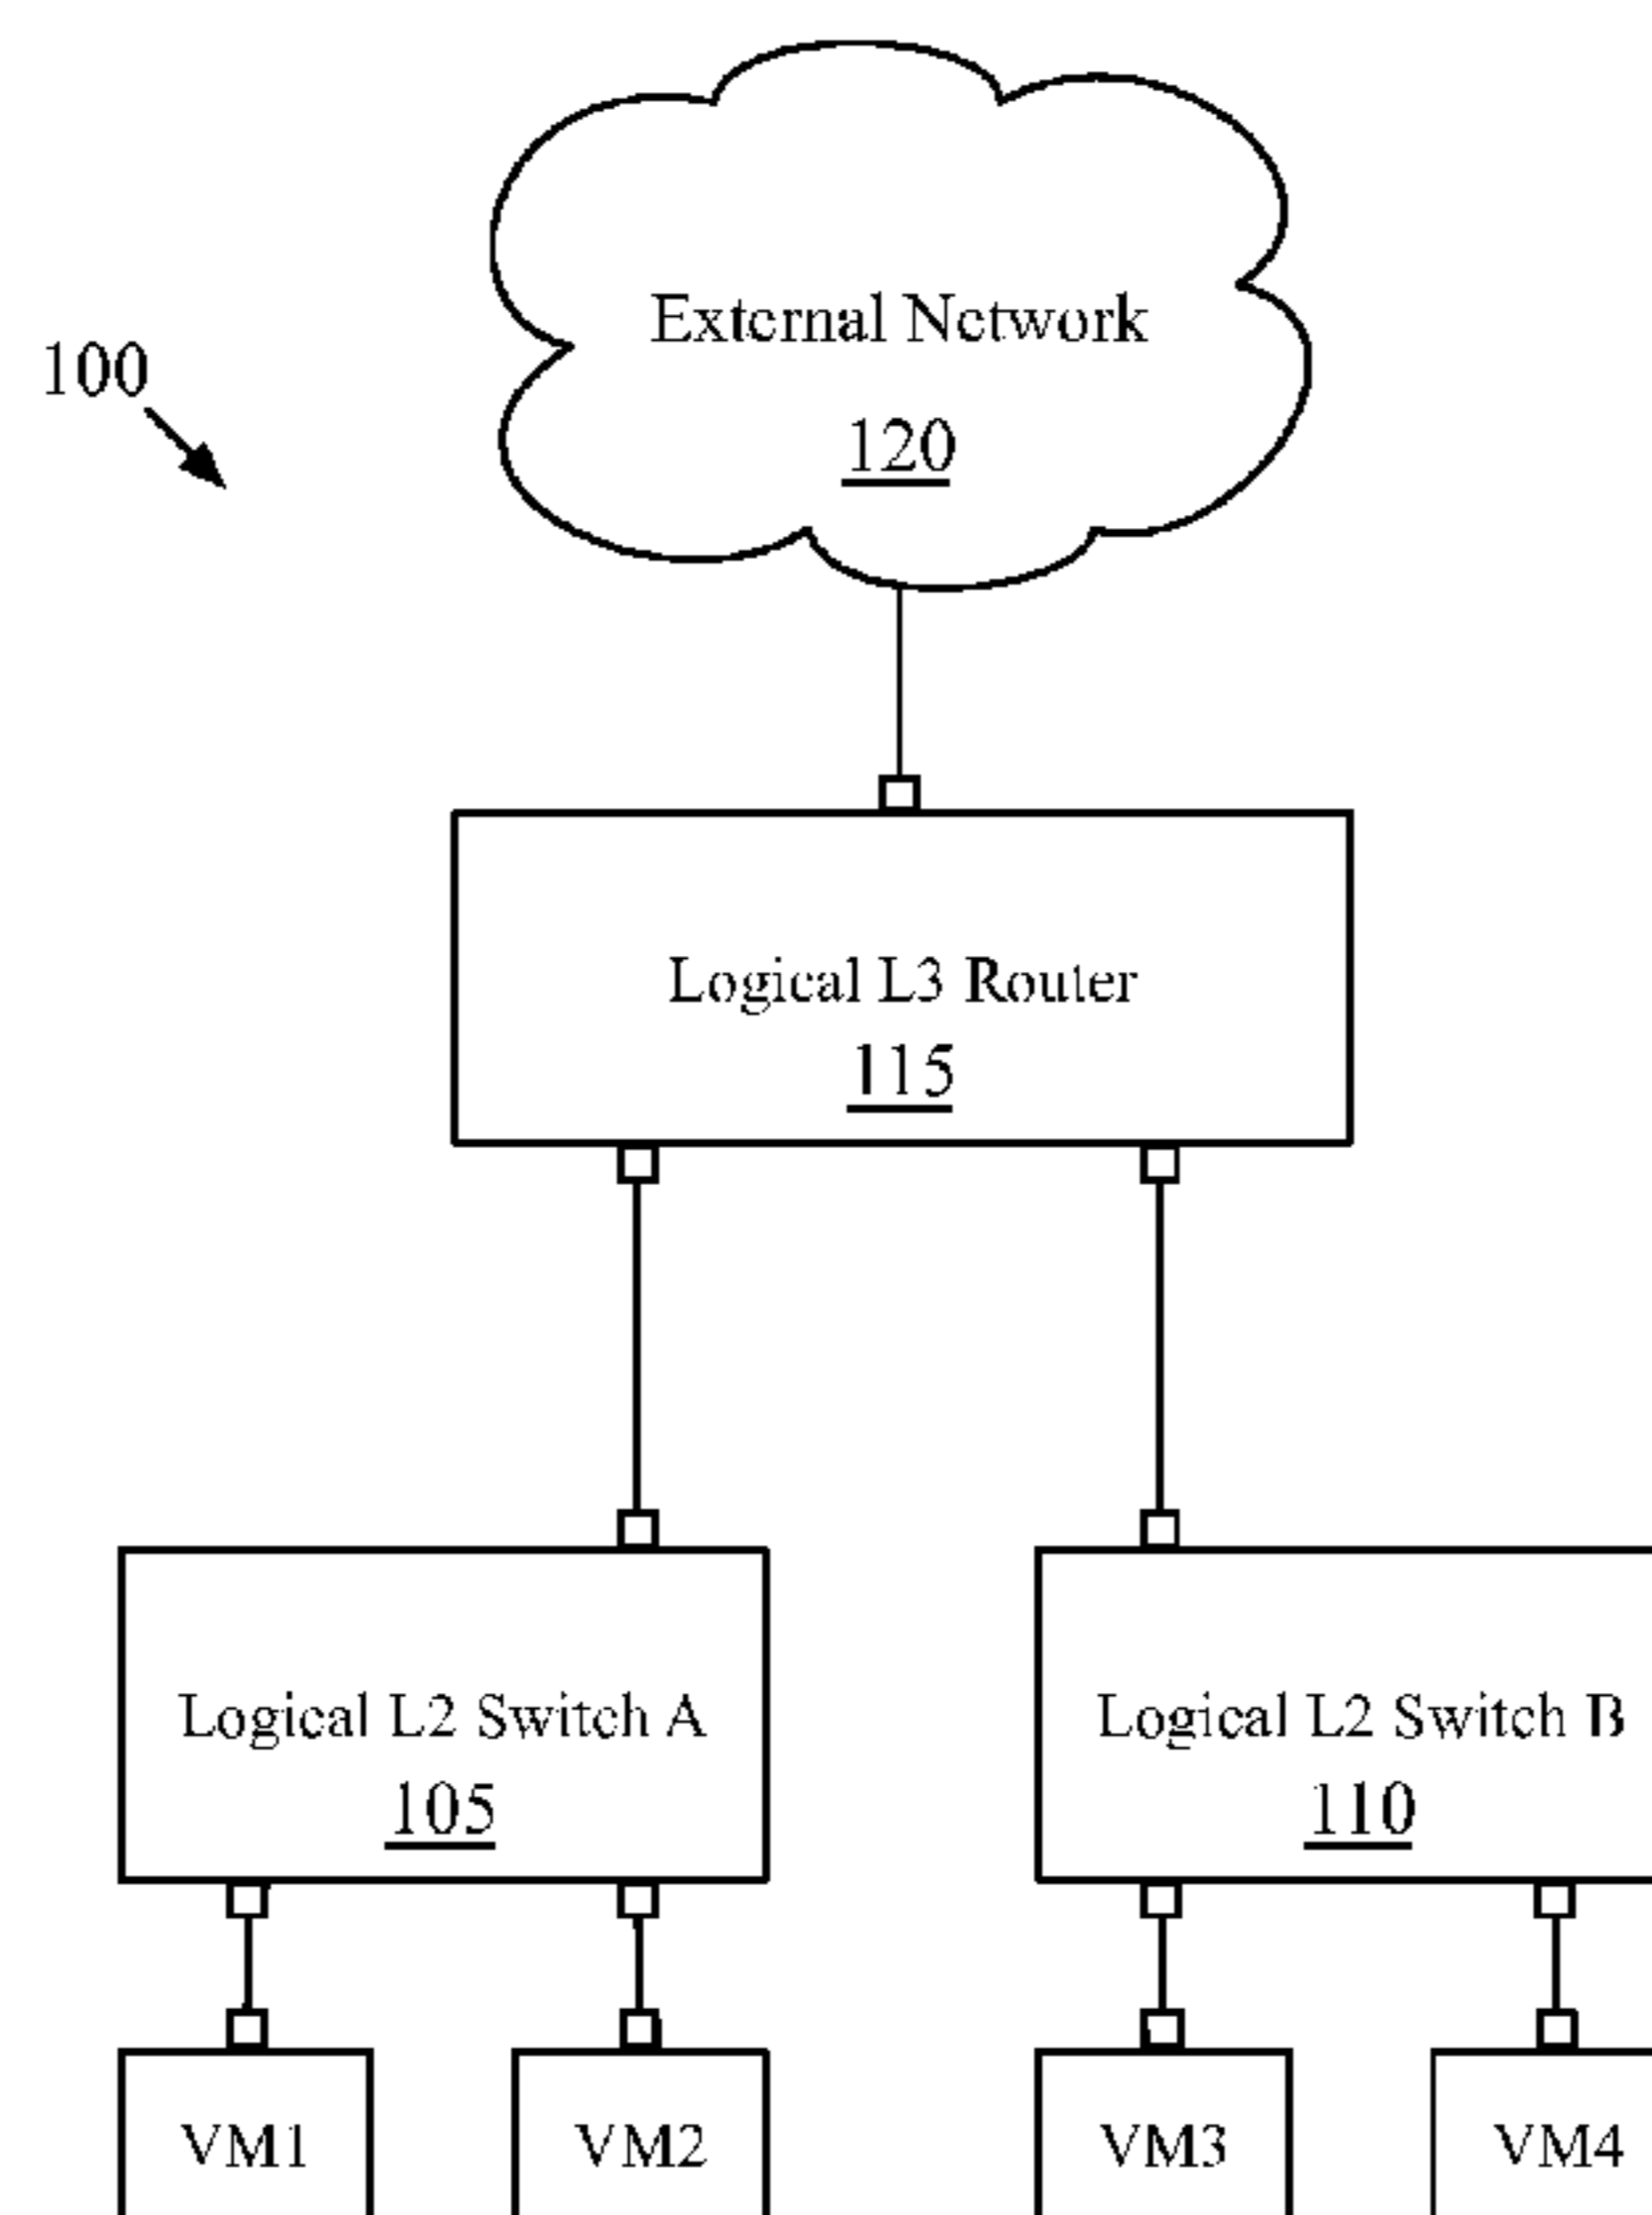 External Network
120
100
Logical L3 Router
115
Logical L2 Switch A
105
Logical L2 Switch B
110
VM1
VM2
VM3
VM4